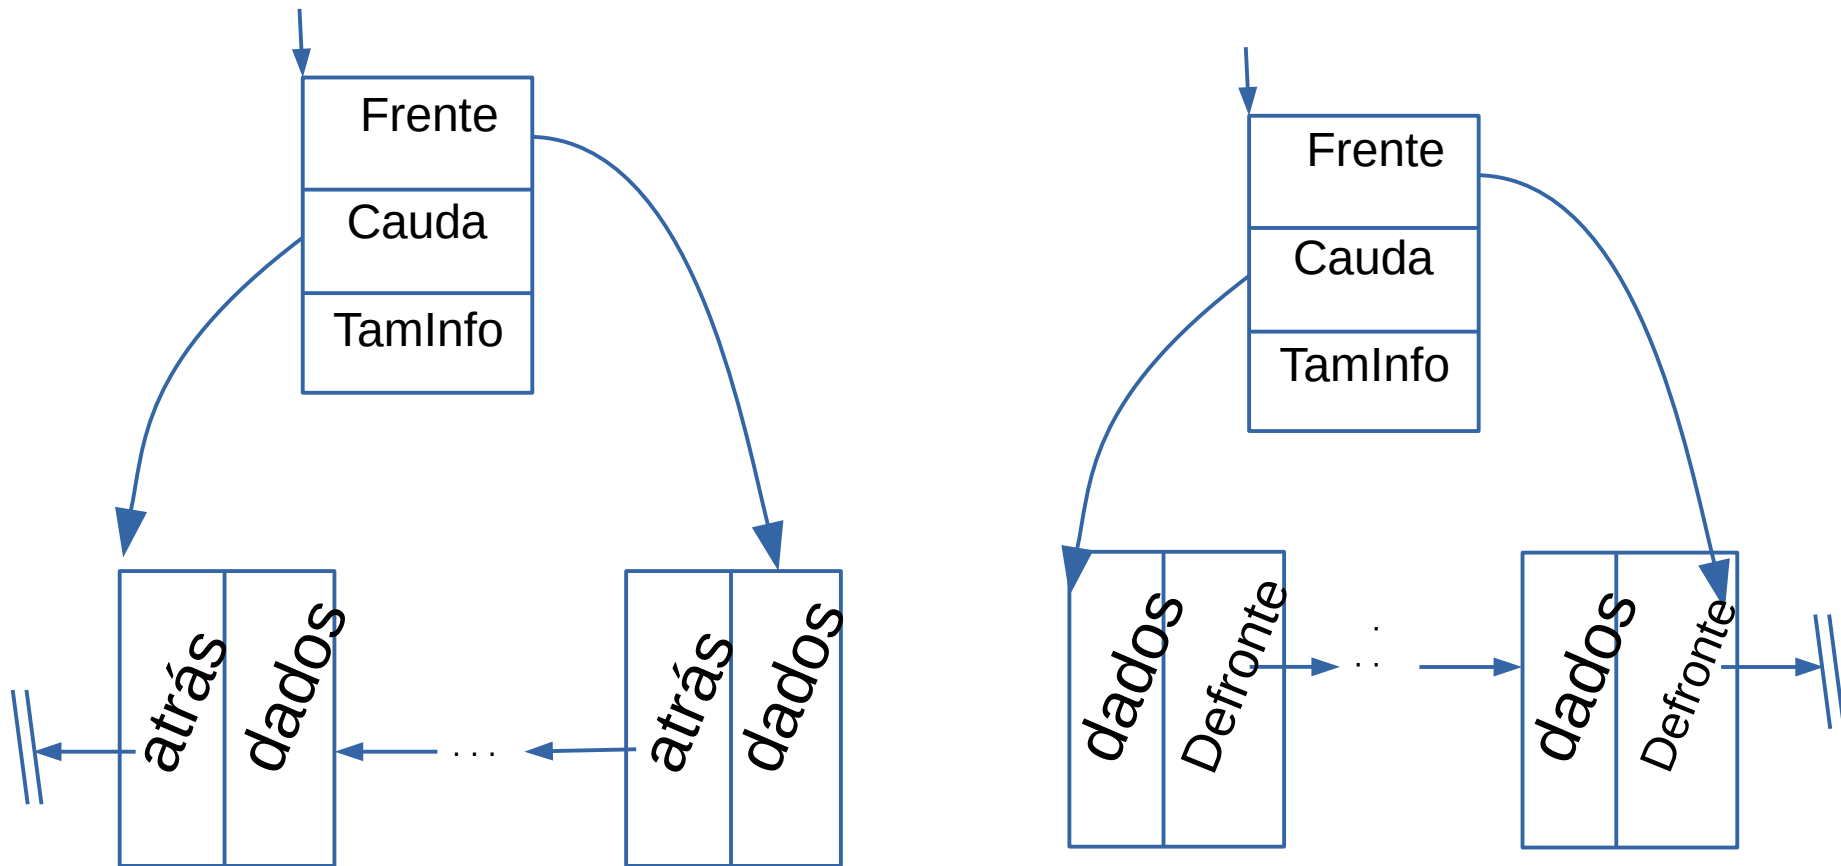 Frente
Cauda
TamInfo
atrás
dados
. . .
atrás
dados
Frente
Cauda
TamInfo
dados
Defronte
. . .
dados
Defronte